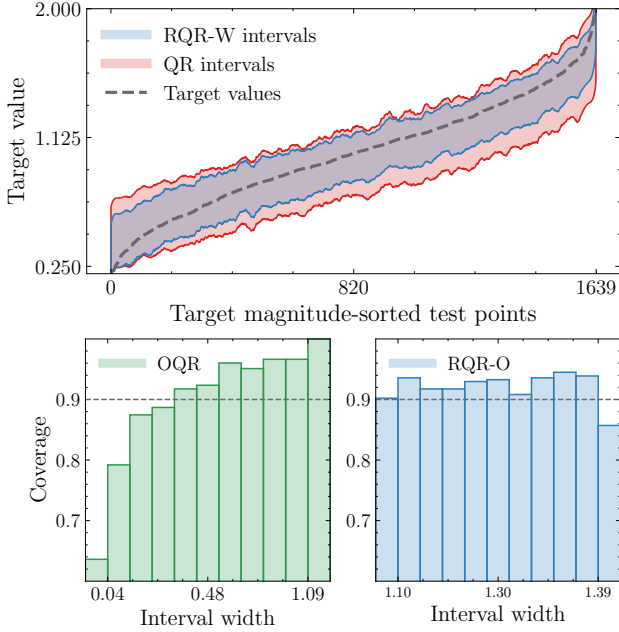 2.000
1.125
0.250
Target value
RQR-W intervals
QR intervals
Target values
0
820
1639
Target magnitude-sorted test points
OQR
0.9
0.8
0.7
Coverage
0.04
0.48
1.09
Interval width
RQR-O
0.9
0.8
0.7
1.10
1.30
1.39
Interval width